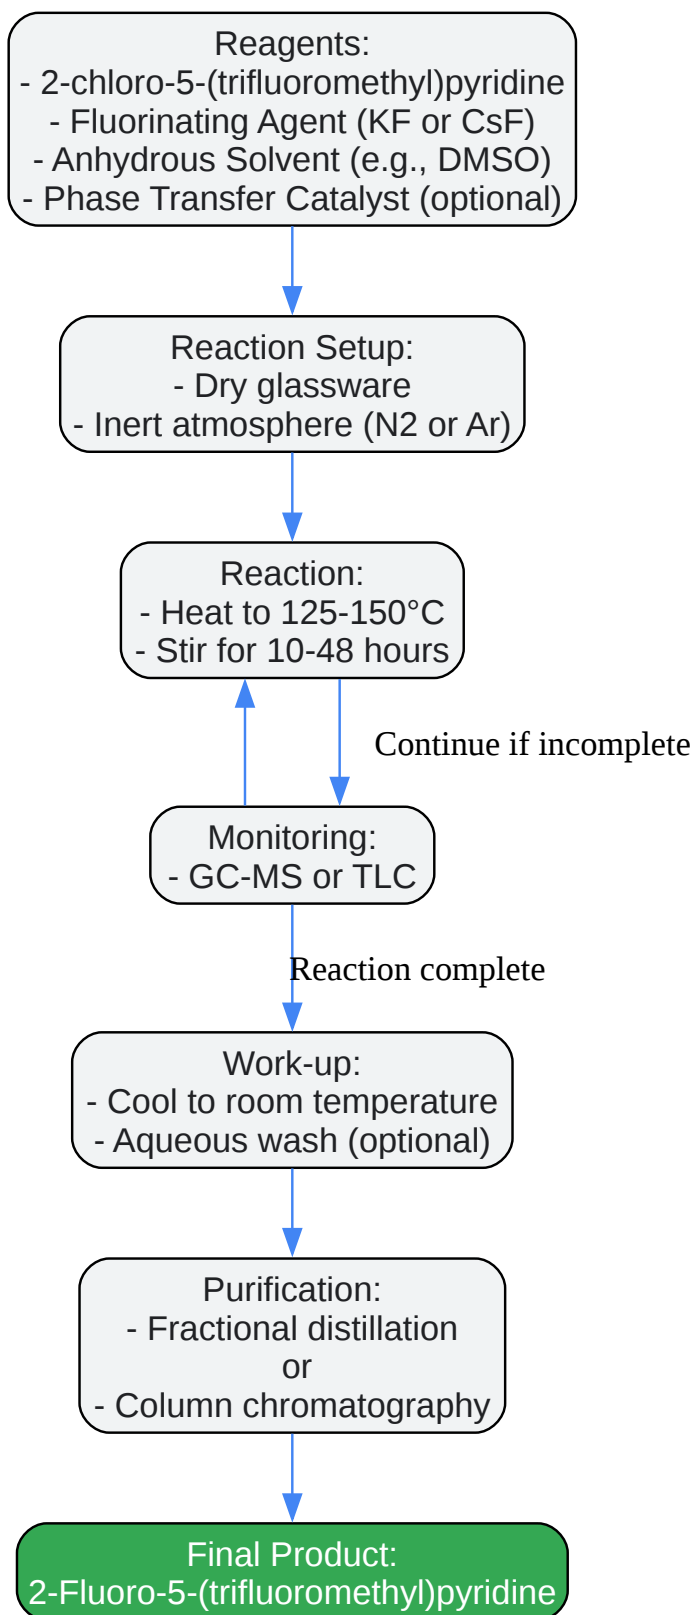 Reagents:
- 2-chloro-5-(trifluoromethyl)pyridine
- Fluorinating Agent (KF or CsF)
- Anhydrous Solvent (e.g., DMSO)
- Phase Transfer Catalyst (optional)
Reaction Setup:
- Dry glassware
- Inert atmosphere (N2 or Ar)
Reaction:
- Heat to 125-150°C
- Stir for 10-48 hours
Continue if incomplete
Monitoring:
- GC-MS or TLC
Reaction complete
Work-up:
- Cool to room temperature
- Aqueous wash (optional)
Purification:
- Fractional distillation
or
- Column chromatography
Final Product:
2-Fluoro-5-(trifluoromethyl)pyridine